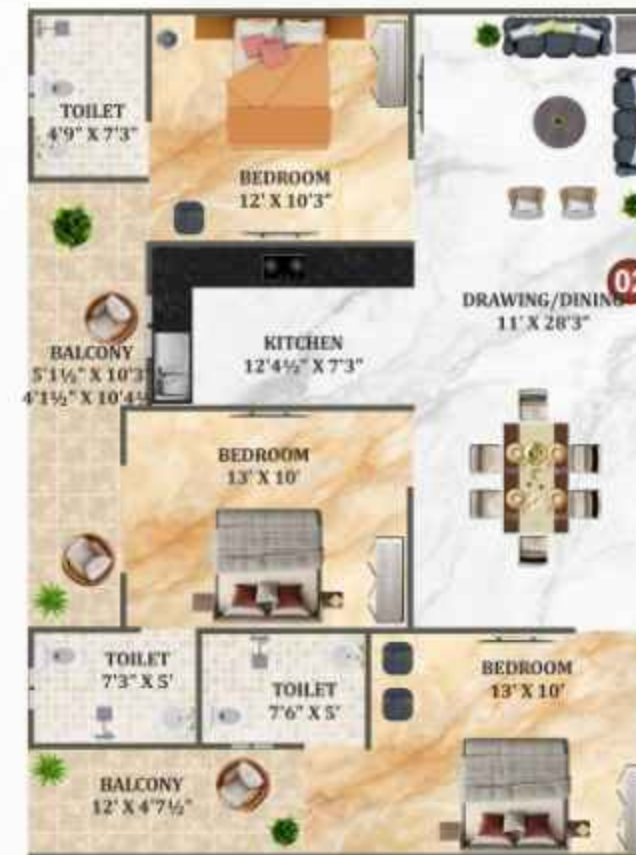 TOILET
4'9" X 7'3"
BEDROOM
12' X 10'3"
02
DRAWING/DINING
11' X 28'3"
KITCHEN
12'4½" X 7'3"
BALCONY
5'1½" X 10'3"
4'1½" X 10'4½
BEDROOM
13' X 10'
TOILET
7'3" X 5'
TOILET
7'6" X 5'
BEDROOM
13' X 10'
BALCONY
12' X 4'7½"